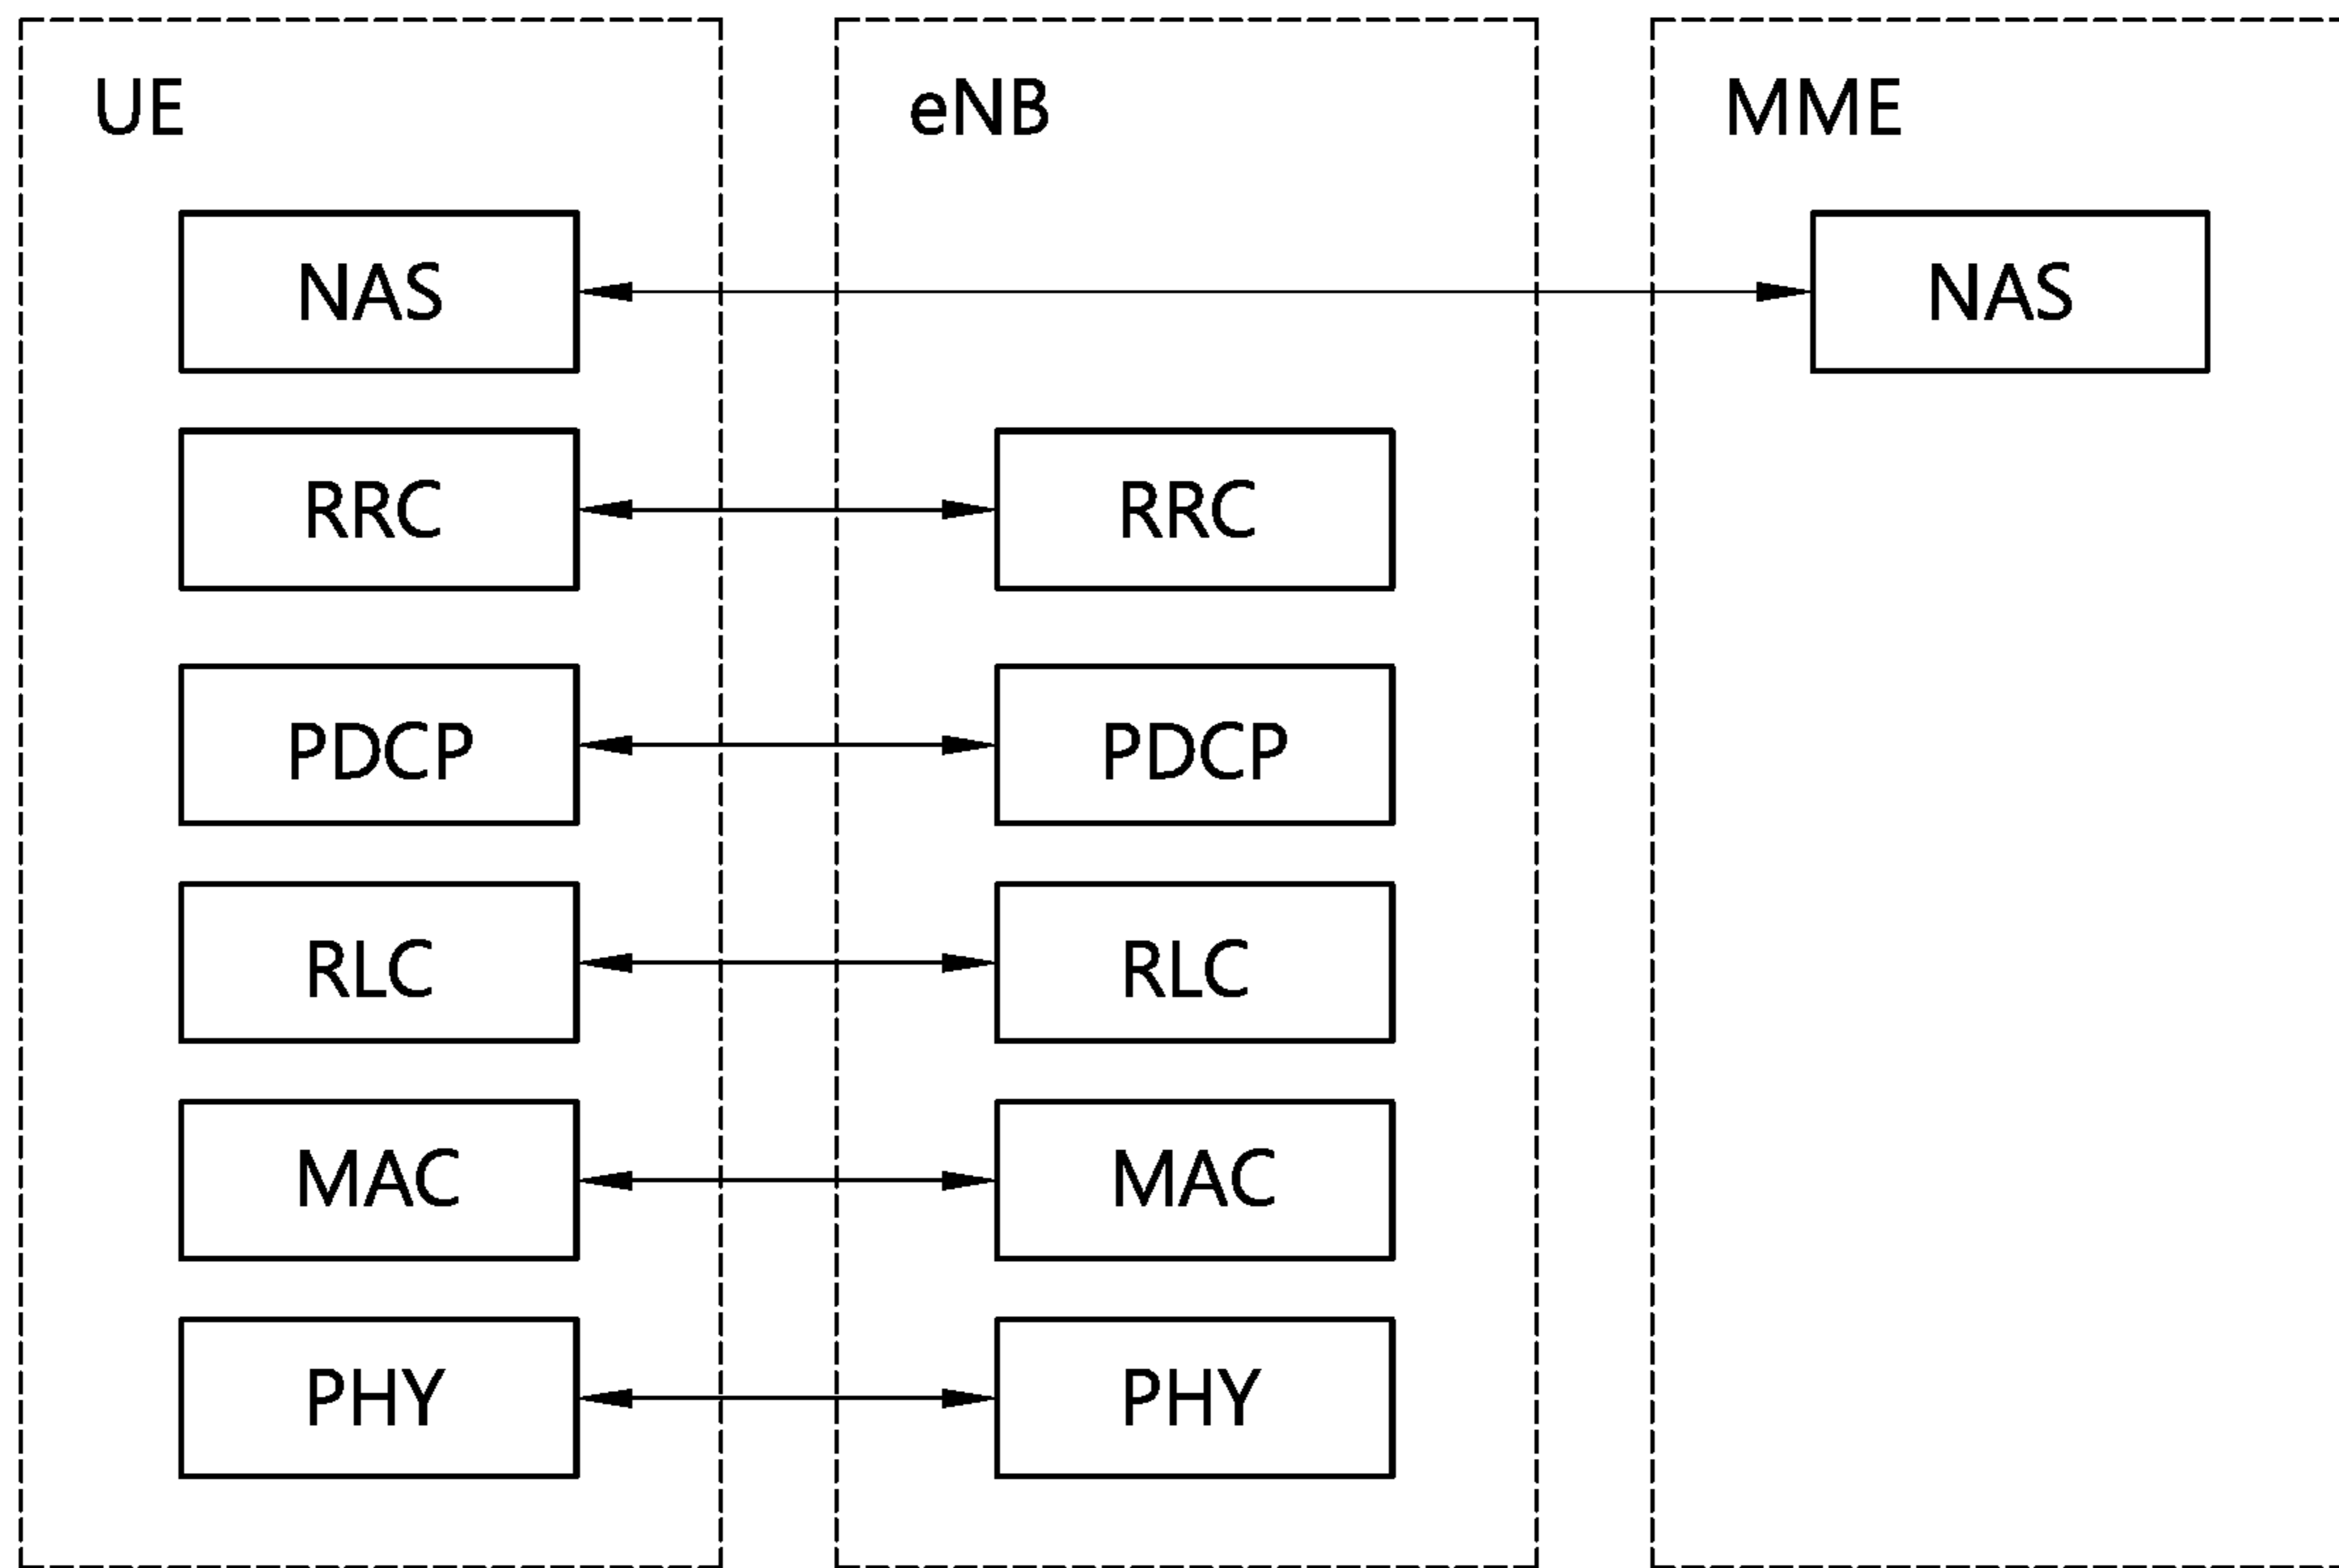 UE
eNB
MME
NAS
NAS
RRC
RRC
PDCP
PDCP
RLC
RLC
MAC
MAC
PHY
PHY